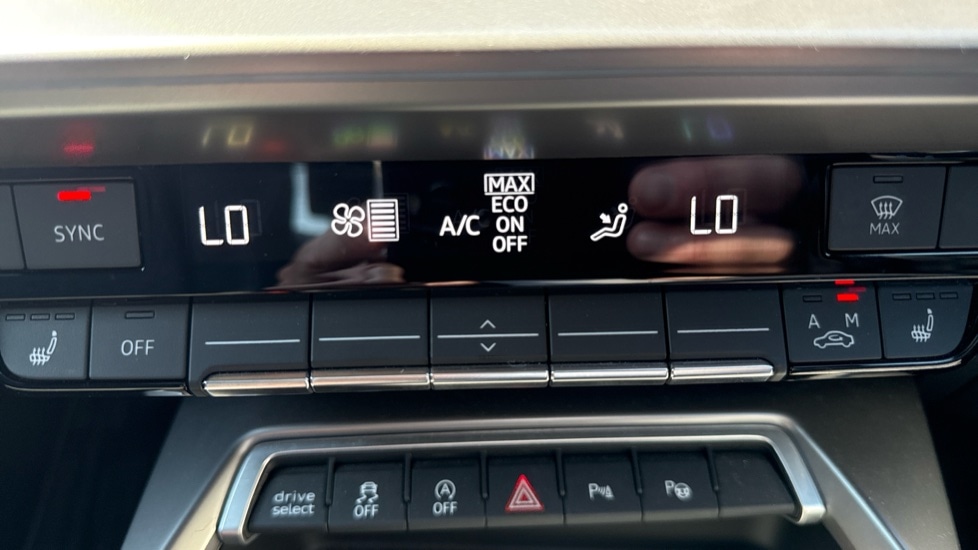 SYNC
LO
A/C
MAX
ECO
ON
OFF
LO
MAX
OFF
A M
drive
select
OFF
A
OFF
P
P